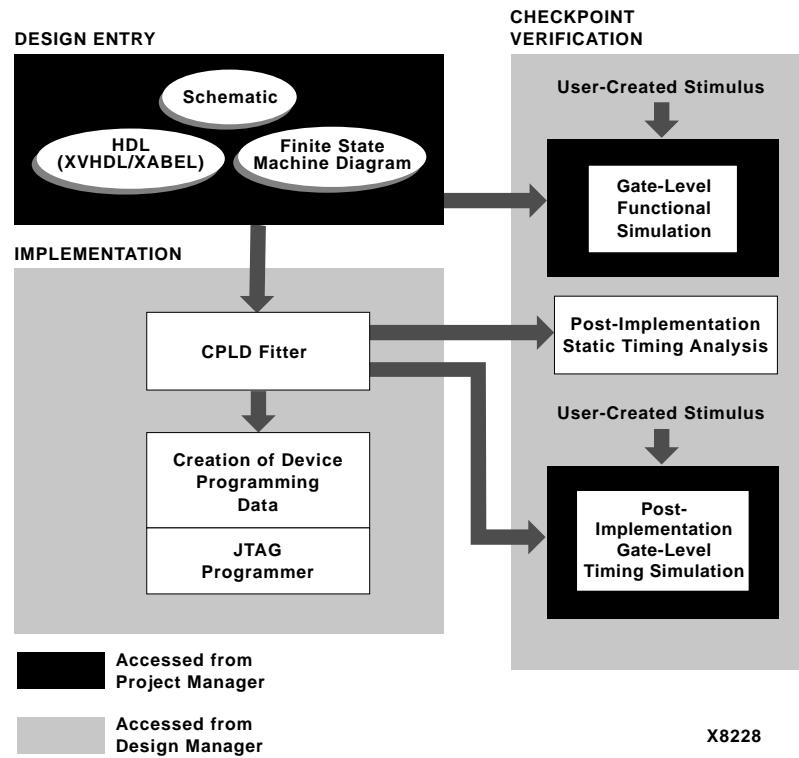 DESIGN ENTRY
Schematic
HDL
(XVHDL/XABEL)
Finite State
Machine Diagram
CHECKPOINT
VERIFICATION
User-Created Stimulus
Gate-Level
Functional
Simulation
IMPLEMENTATION
CPLD Fitter
Post-Implementation
Static Timing Analysis
User-Created Stimulus
Creation of Device
Programming
Data
JTAG
Programmer
Post-
Implementation
Gate-Level
Timing Simulation
Accessed from
Project Manager
Accessed from
Design Manager
X8228